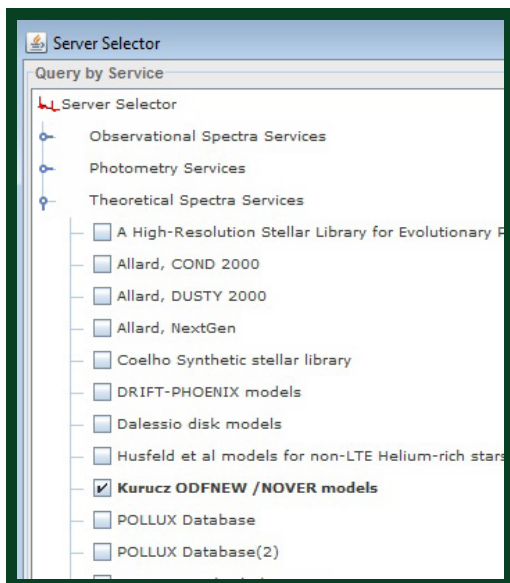 Server Selector
Query by Service
Server Selector
Observational Spectra Services
Photometry Services
Theoretical Spectra Services
A High-Resolution Stellar Library for Evolutionary
Allard, COND 2000
Allard, DUSTY 2000
Allard, NextGen
Coelho Synthetic stellar library
DRIFT-PHOENIX models
Dalessio disk models
Husfeld et al models for non-LTE Helium-rich stars
Kurucz ODFNEW /NOVER models
POLLUX Database
POLLUX Database(2)